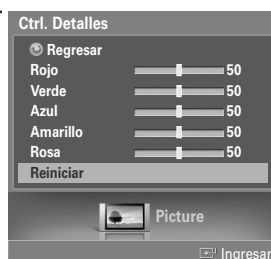 Ctrl. Detalles
Regresar
Rojo 50
Verde 50
Azul 50
Amarillo 50
Rosa 50
Reiniciar
Picture
Ingresar